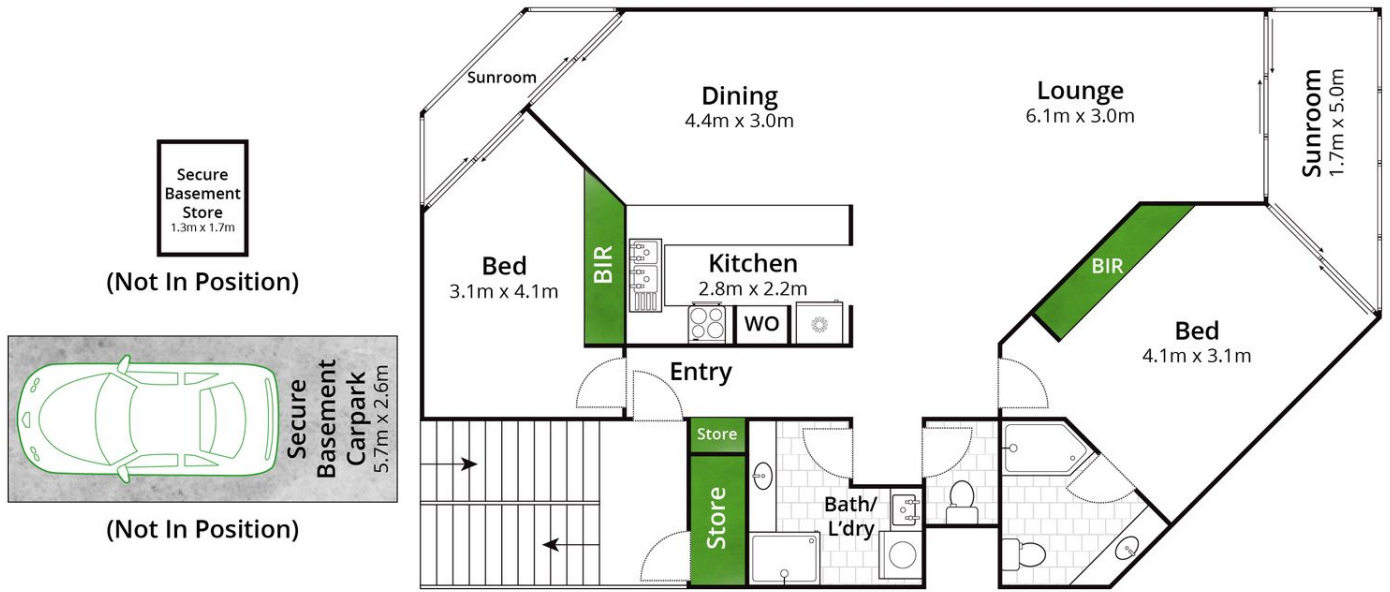 Sunroom
Dining
4.4m x 3.0m
Lounge
6.1m x 3.0m
Sunroom
1.7m x 5.0m
Secure
Basement
Store
1.3m x 1.7m
(Not In Position)
Bed
3.1m x 4.1m
BIR
Kitchen
2.8m x 2.2m
WO
BIR
Bed
4.1m x 3.1m
Entry
Secure
Basement
Carpark
5.7m x 2.6m
(Not In Position)
Store
Store
Bath/
L'dry